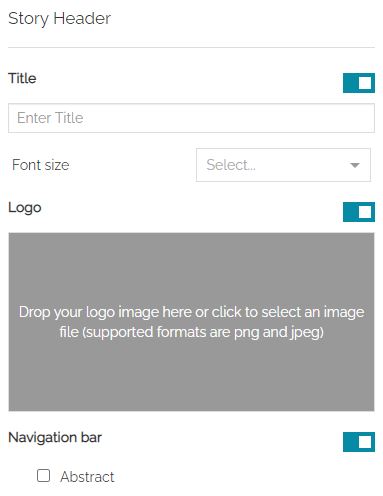 Story Header
Title
Enter Title
Font size Select...
Logo
Drop your logo image here or click to select an image
file (supported formats are png and jpeg)
Navigation bar
Abstract